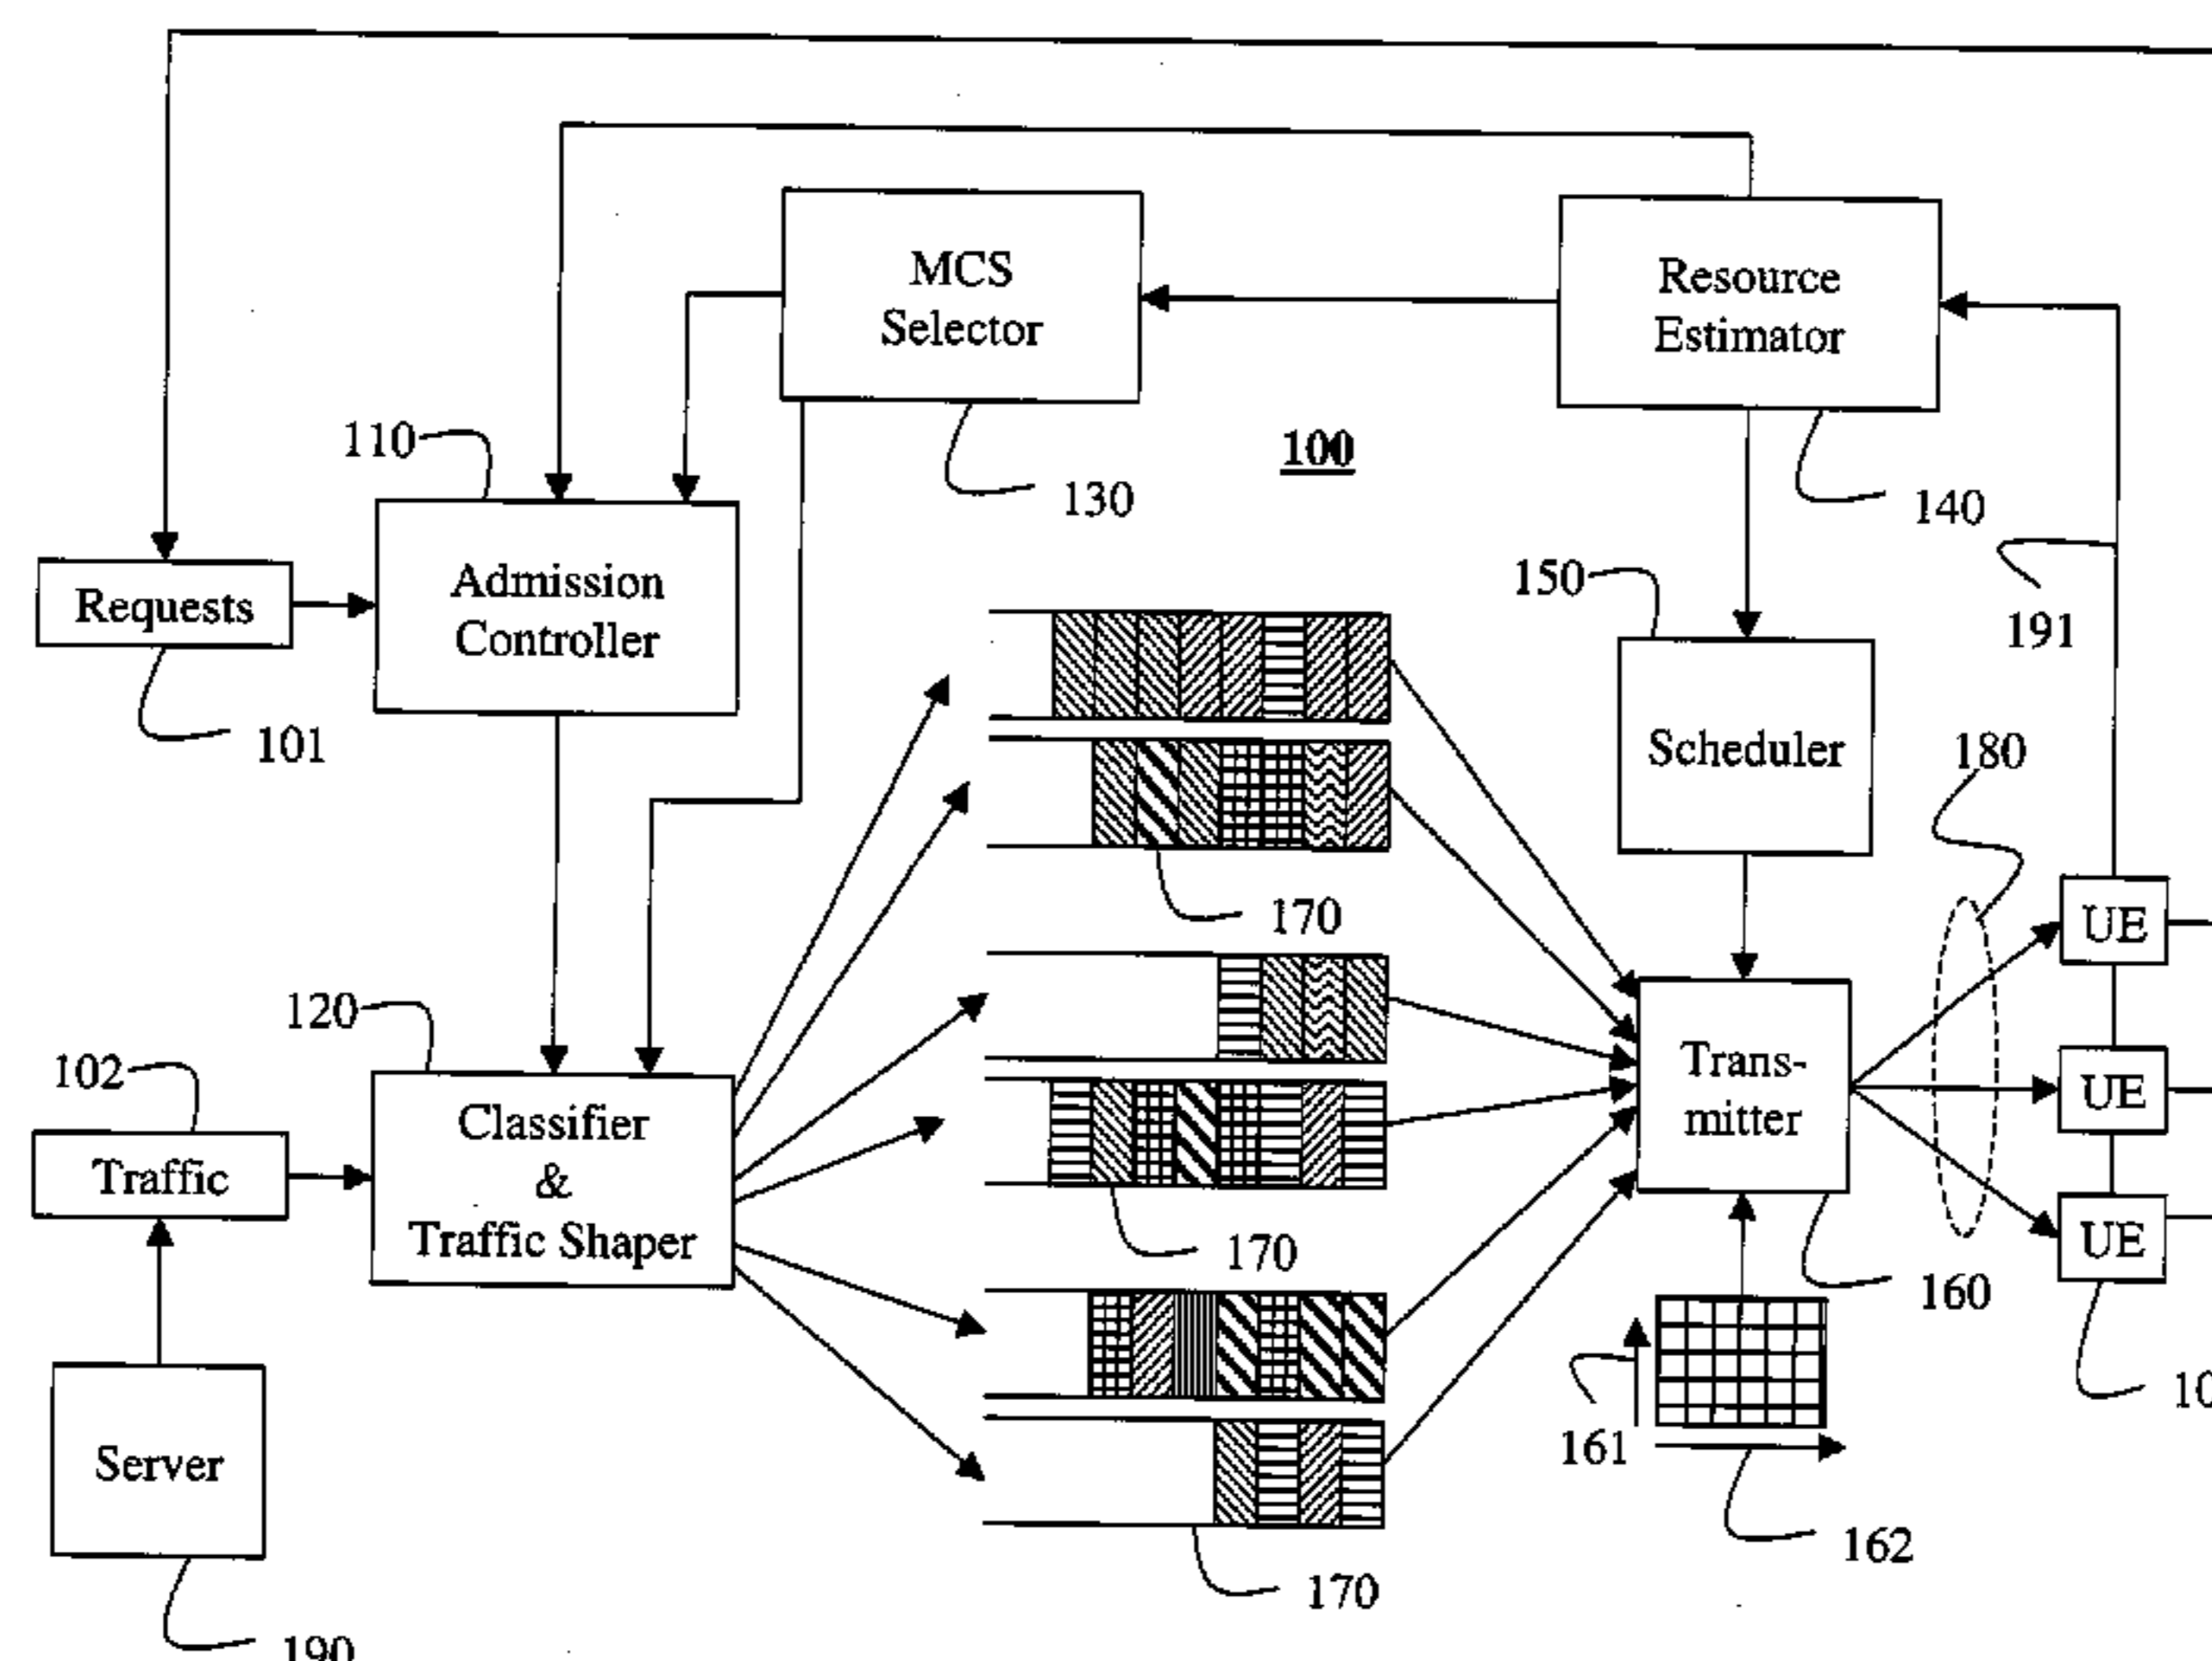 MCS
Selector
Resource
Estimator
110
100
130
140
Requests
Admission
Controller
150
191
101
Scheduler
180
170
UE
120
102
Trans-
mitter
UE
Classifier
&
Traffic Shaper
Traffic
170
UE
160
161
Server
162
170
190